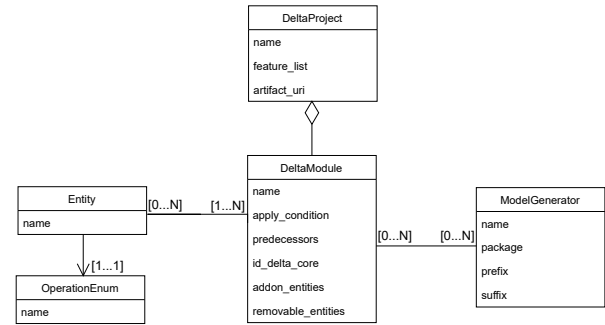 DeltaProject
name
feature_list
artifact_uri
DeltaModule
name
apply_condition
predecessors
id_delta_core
addon_entities
removable_entities
Entity
name
[0...N] [1...N]
[1...1]
OperationEnum
name
[0...N] [0...N]
ModelGenerator
name
package
prefix
suffix